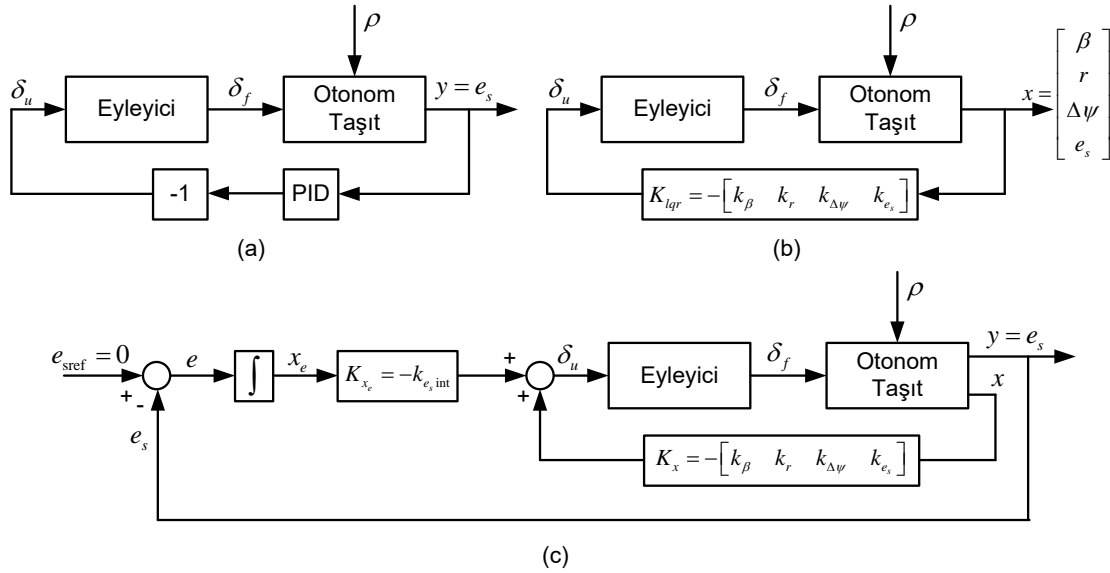 ρ
δ_u
Eyleyici
δ_f
Otonom
Taşıt
y = e_s
-1
PID
(a)
ρ
δ_u
Eyleyici
δ_f
Otonom
Taşıt
x = [β
r
Δψ
e_s]
K_lqr = -[k_β k_r k_Δψ k_e_s]
(b)
ρ
e_sref = 0
+
-
e
∫
x_e
K_x_e = -k_e_s int
+
+
δ_u
Eyleyici
δ_f
Otonom
Taşıt
y = e_s
x
e_s
K_x = -[k_β k_r k_Δψ k_e_s]
(c)